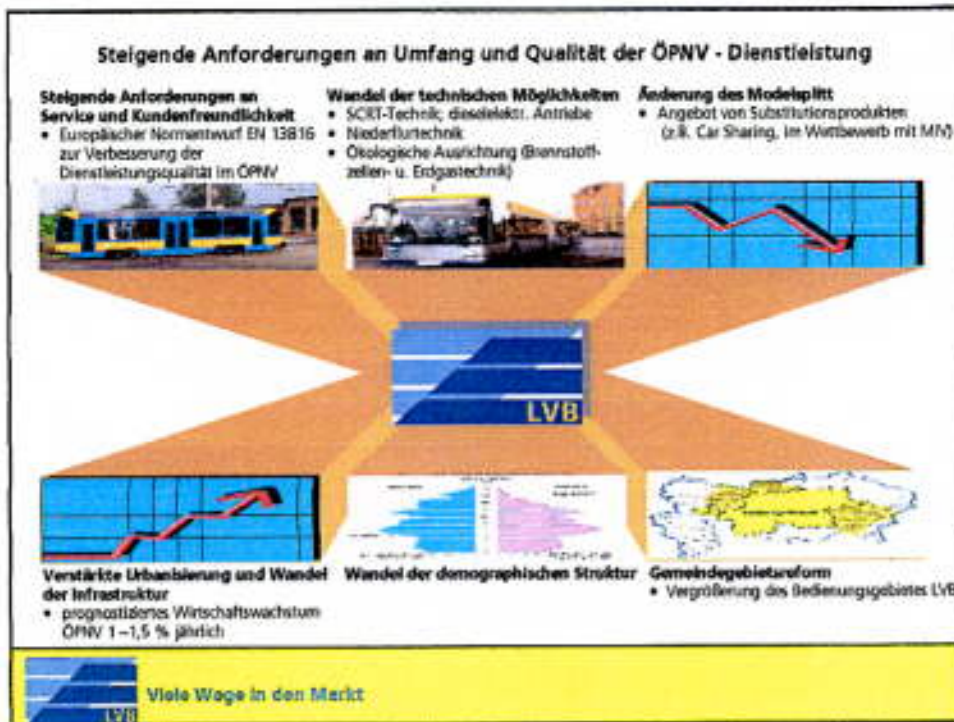 Steigende Anforderungen an Umfang und Qualität der ÖPNV - Dienstleistung
Steigende Anforderungen an
Service und Kundenfreundlichkeit
• Europäischer Normentwurf EN 13816
zur Verbesserung der
Dienstleistungsqualität im ÖPNV
Wandel der technischen Möglichkeiten
• SCRT-Technik, dieselelektr. Antriebe
• Niederflurtechnik
• Ökologische Ausrichtung (Brennstoff-
zellen- u. Erdgastechnik)
Änderung des Modelsplitt
• Angebot von Substitutionsprodukten
(z.B. Car Sharing, im Wettbewerb mit MIV)
LVB
Verstärkte Urbanisierung und Wandel
der Infrastruktur
• prognostiziertes Wirtschaftswachstum
ÖPNV 1–1,5 % jährlich
Wandel der demographischen Struktur
Gemeindegebietsreform
• Vergrößerung des Bedienungsgebietes LVB
LVB
Viele Wege in den Markt